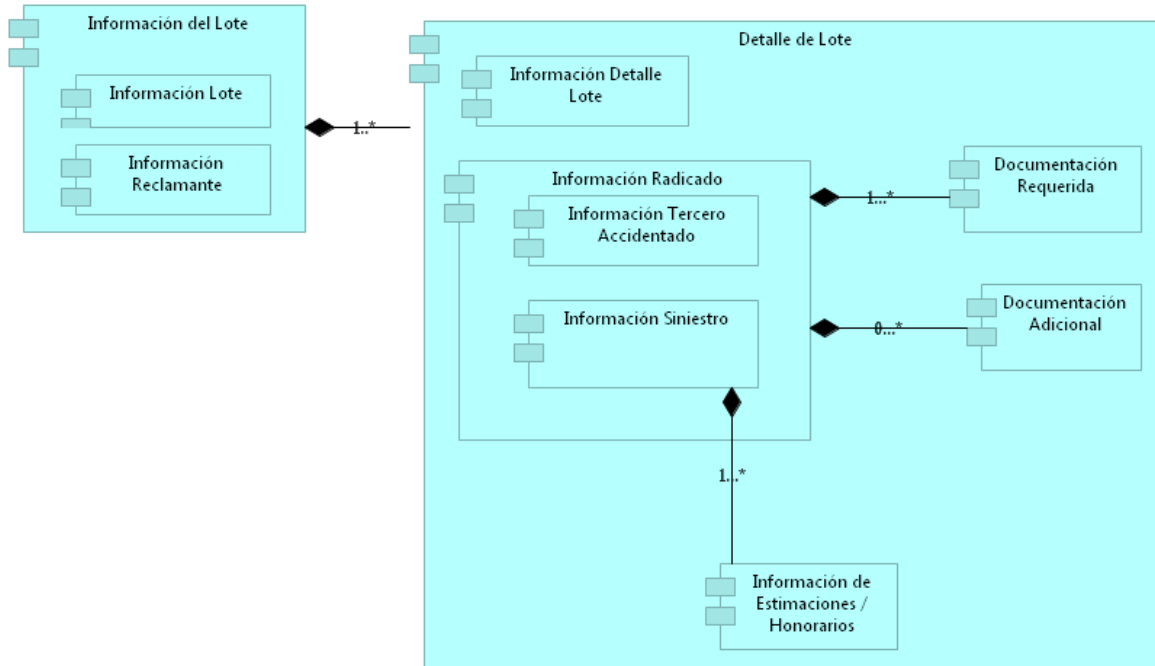 Información del Lote
Información Lote
Información
Reclamante
1..*
Detalle de Lote
Información Detalle
Lote
Información Radicado
Información Tercero
Accidentado
Información Siniestro
1...*
Documentación
Requerida
0...*
Documentación
Adicional
1...*
Información de
Estimaciones /
Honorarios